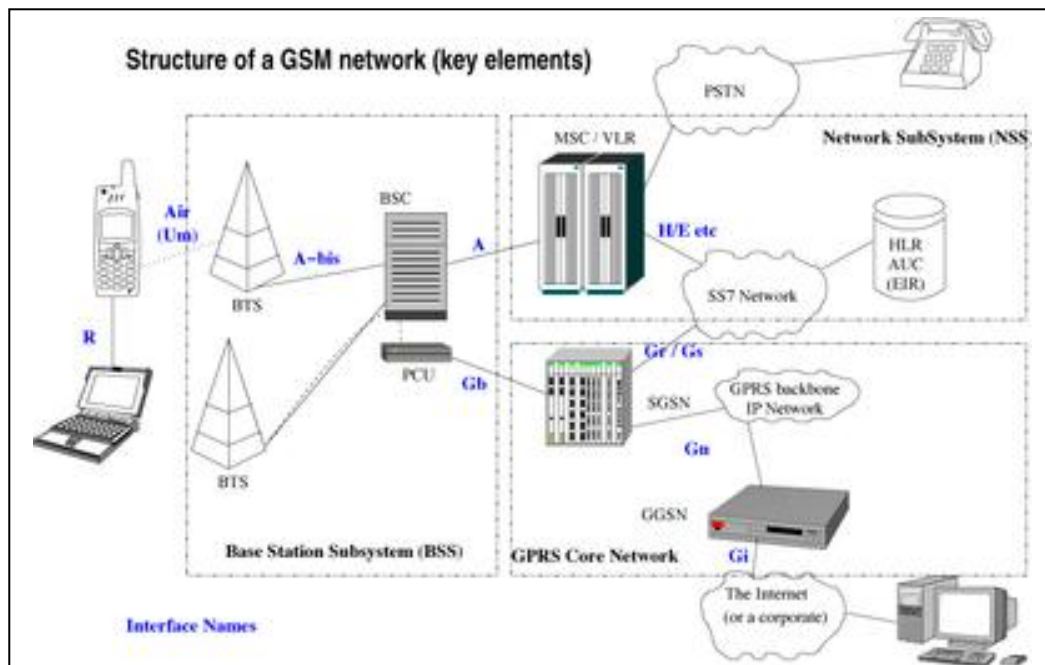 Structure of a GSM network (key elements)
PSTN
MSC / VLR
Network SubSystem (NSS)
BSC
Air
(Um)
A
H/E etc
HLR
AUC
(EIR)
A-bis
BTS
SS7 Network
R
Gr / Gs
PCU
Gb
SGSN
GPRS backbone
IP Network
Gn
BTS
GGSN
Base Station Subsystem (BSS)
GPRS Core Network
Gi
The Internet
(or a corporate)
Interface Names